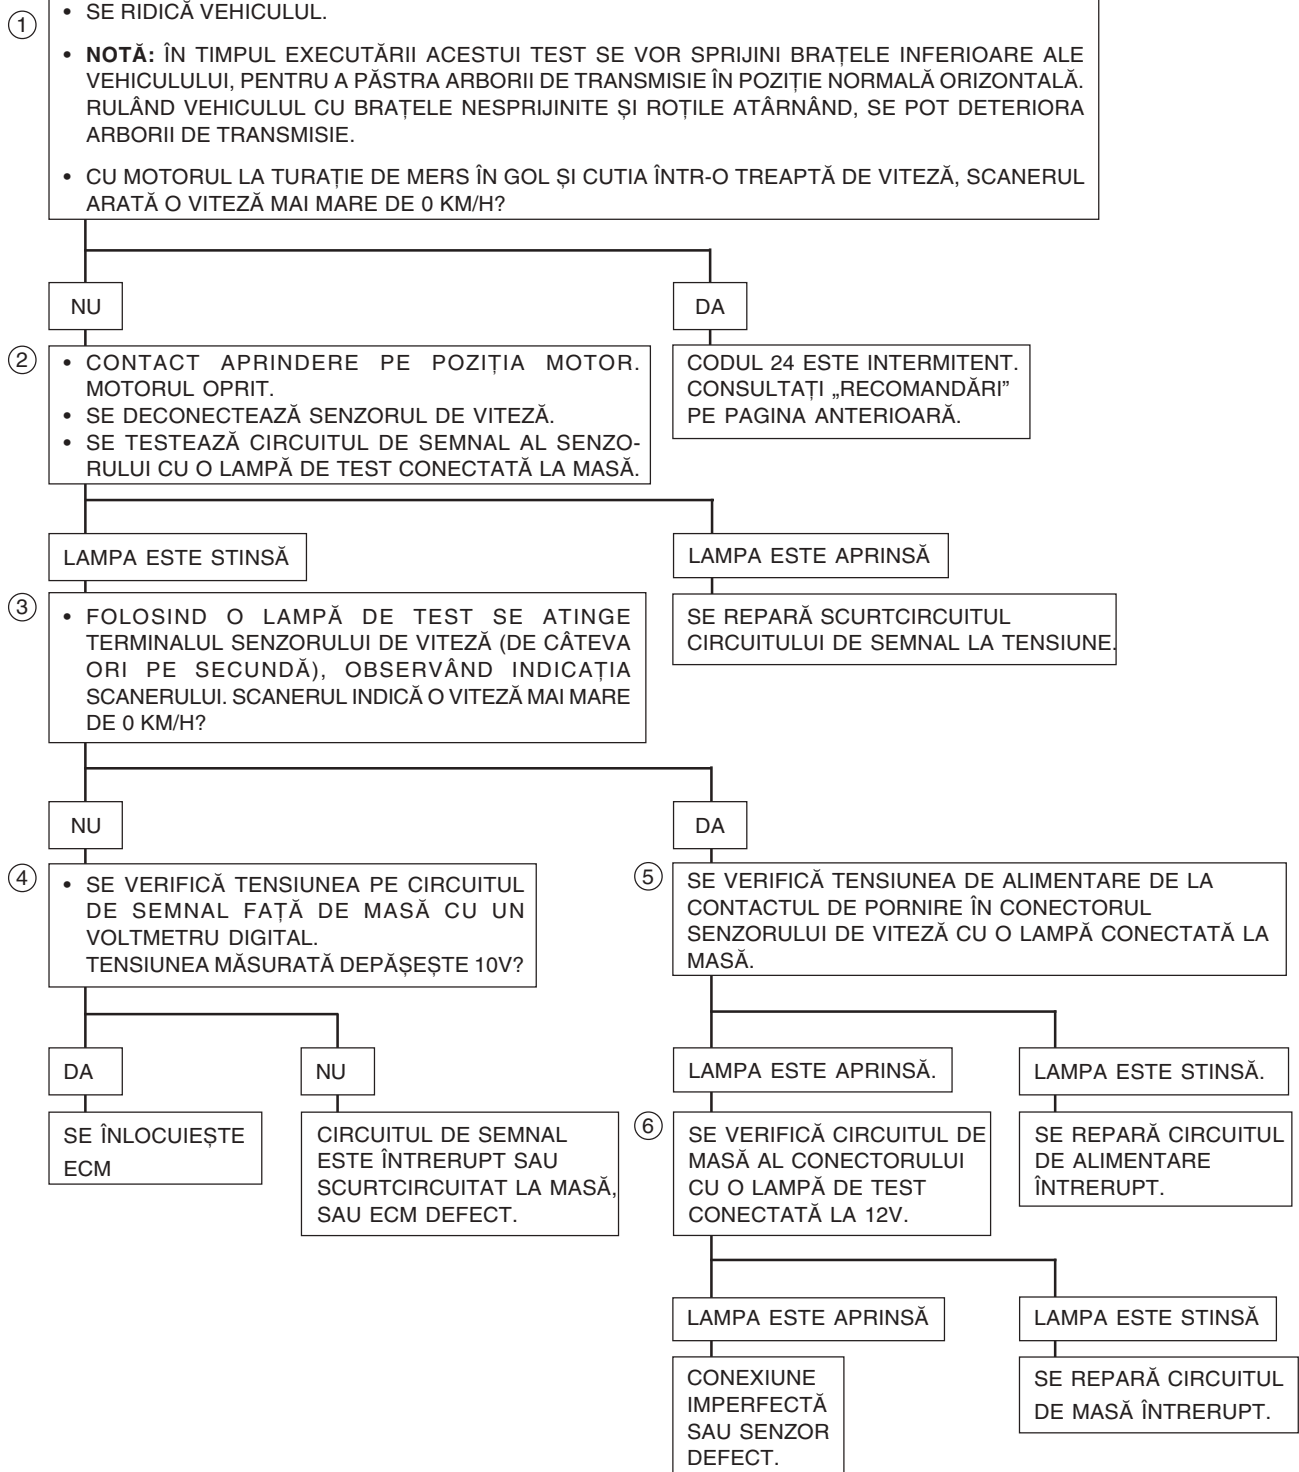 1
• SE RIDICĂ VEHICULUL.
• NOTĂ: ÎN TIMPUL EXECUTĂRII ACESTUI TEST SE VOR SPRIJINI BRAȚELE INFERIOARE ALE
VEHICULULUI, PENTRU A PĂSTRA ARBORII DE TRANSMISIE ÎN POZIȚIE NORMALĂ ORIZONTALĂ.
RULÂND VEHICULUL CU BRAȚELE NESPRIJINITE ȘI ROȚILE ATÂRNÂND, SE POT DETERIORA
ARBORII DE TRANSMISIE.
• CU MOTORUL LA TURAȚIE DE MERS ÎN GOL ȘI CUTIA ÎNTR-O TREAPTĂ DE VITEZĂ, SCANERUL
ARATĂ O VITEZĂ MAI MARE DE 0 KM/H?
NU
DA
2
• CONTACT APRINDERE PE POZIȚIA MOTOR.
MOTORUL OPRIT.
• SE DECONECTEAZĂ SENZORUL DE VITEZĂ.
• SE TESTEAZĂ CIRCUITUL DE SEMNAL AL SENZO-
RULUI CU O LAMPĂ DE TEST CONECTATĂ LA MASĂ.
CODUL 24 ESTE INTERMITENT.
CONSULTAȚI „RECOMANDĂRI”
PE PAGINA ANTERIOARĂ.
LAMPA ESTE STINSĂ
LAMPA ESTE APRINSĂ
3
• FOLOSIND O LAMPĂ DE TEST SE ATINGE
TERMINALUL SENZORULUI DE VITEZĂ (DE CÂTEVA
ORI PE SECUNDĂ), OBSERVÂND INDICAȚIA
SCANERULUI. SCANERUL INDICĂ O VITEZĂ MAI MARE
DE 0 KM/H?
SE REPARĂ SCURTCIRCUITUL
CIRCUITULUI DE SEMNAL LA TENSIUNE.
NU
DA
4
• SE VERIFICĂ TENSIUNEA PE CIRCUITUL
DE SEMNAL FAȚĂ DE MASĂ CU UN
VOLTMETRU DIGITAL.
TENSIUNEA MĂSURATĂ DEPĂȘEȘTE 10V?
5
SE VERIFICĂ TENSIUNEA DE ALIMENTARE DE LA
CONTACTUL DE PORNIRE ÎN CONECTORUL
SENZORULUI DE VITEZĂ CU O LAMPĂ CONECTATĂ LA
MASĂ.
DA
NU
LAMPA ESTE APRINSĂ.
LAMPA ESTE STINSĂ.
SE ÎNLOCUIEȘTE
ECM
CIRCUITUL DE SEMNAL
ESTE ÎNTRERUPT SAU
SCURTCIRCUITAT LA MASĂ,
SAU ECM DEFECT.
6
SE VERIFICĂ CIRCUITUL DE
MASĂ AL CONECTORULUI
CU O LAMPĂ DE TEST
CONECTATĂ LA 12V.
SE REPARĂ CIRCUITUL
DE ALIMENTARE
ÎNTRERUPT.
LAMPA ESTE APRINSĂ
LAMPA ESTE STINSĂ
CONEXIUNE
IMPERFECTĂ
SAU SENZOR
DEFECT.
SE REPARĂ CIRCUITUL
DE MASĂ ÎNTRERUPT.